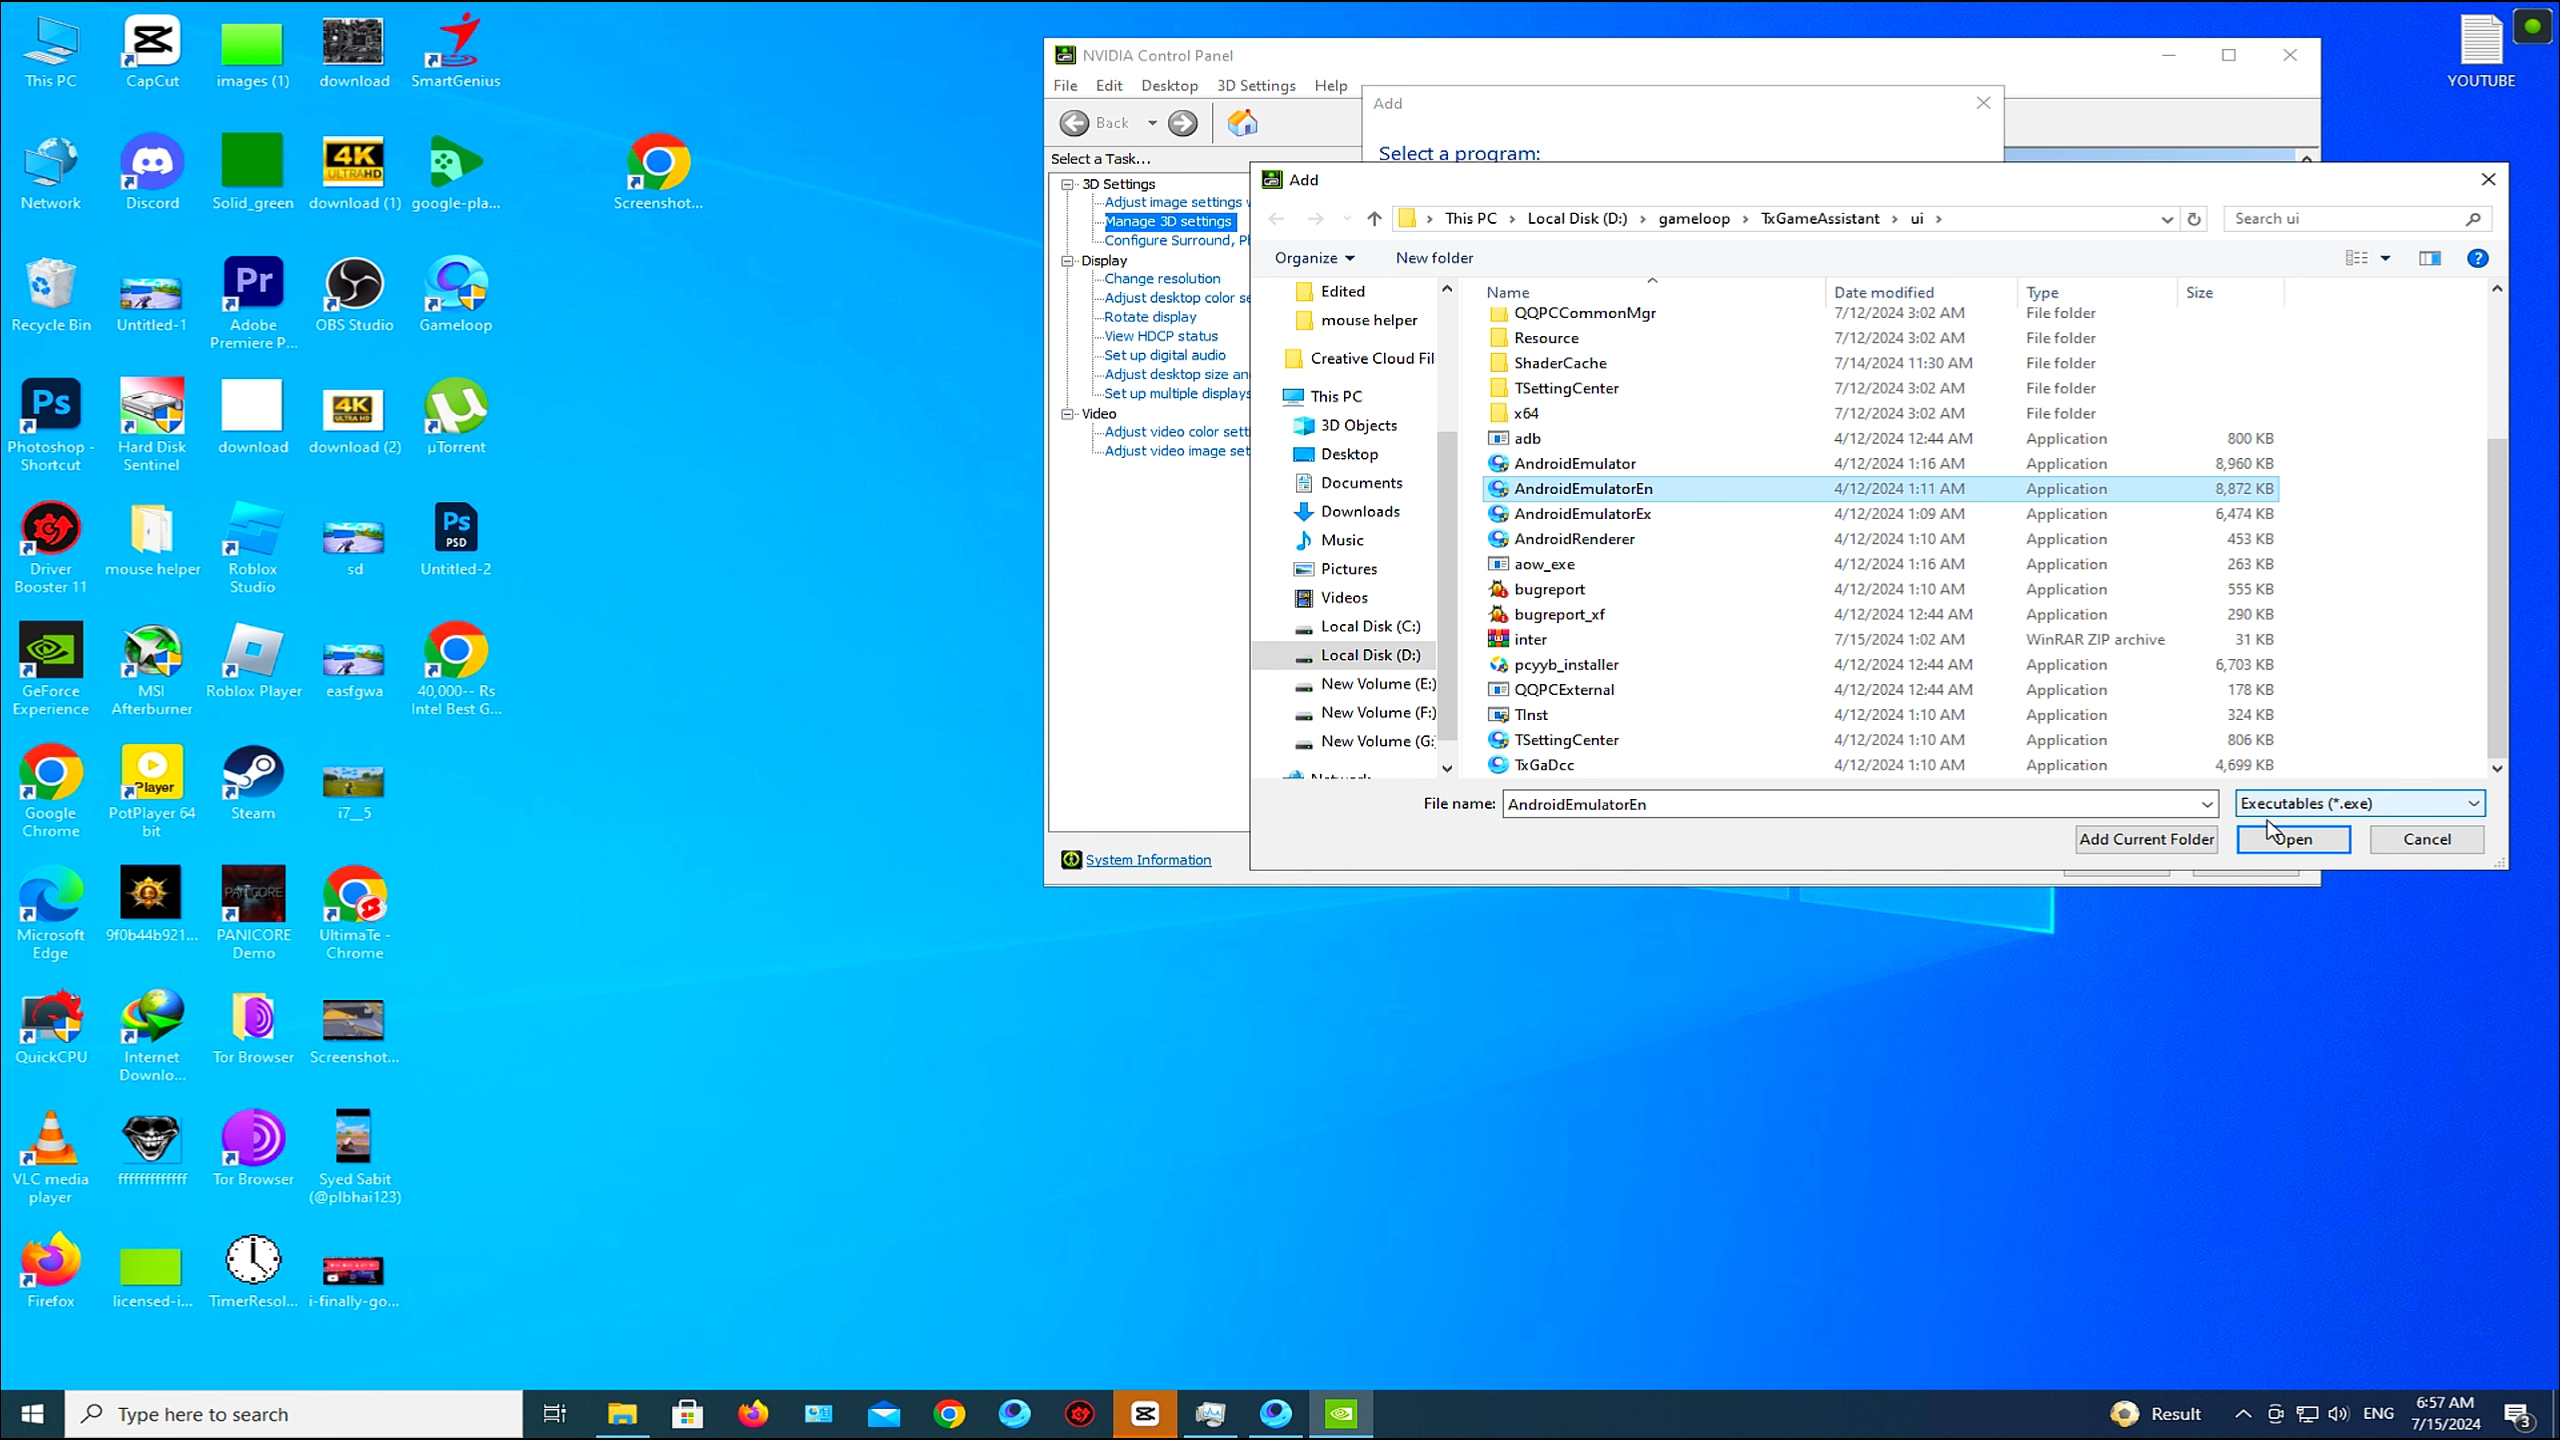 This PC
CapCut
images (1)
download
SmartGenius
Network
Discord
Solid_green
4K
ULTRAHD
download (1)
google-pla...
Screenshot...
Recycle Bin
Untitled-1
Pr
Adobe
Premiere P...
OBS Studio
Gameloop
Ps
Photoshop -
Shortcut
Hard Disk
Sentinel
download
4K
ULTRA HD
download (2)
µTorrent
Driver
Booster 11
mouse helper
Roblox
Studio
sd
Ps
PSD
Untitled-2
GeForce
Experience
MSI
Afterburner
Roblox Player
easfgwa
40,000-- Rs
Intel Best G...
Google
Chrome
Player
PotPlayer 64
bit
Steam
i7__5
Microsoft
Edge
9f0b44b921...
PANICORE
PANICORE
Demo
UltimaTe -
Chrome
QuickCPU
Internet
Downlo...
Tor Browser
Screenshot...
VLC media
player
fffffffffffff
Tor Browser
Syed Sabit
(@plbhai123)
Firefox
licensed-i...
TimerResol...
i-finally-go...
YOUTUBE
NVIDIA Control Panel
File
Edit
Desktop
3D Settings
Help
Back
Select a Task...
3D Settings
Adjust image settings
Manage 3D settings
Configure Surround, P
Display
Change resolution
Adjust desktop color se
Rotate display
View HDCP status
Set up digital audio
Adjust desktop size an
Set up multiple displays
Video
Adjust video color sett
Adjust video image set
System Information
Add
Select a program:
Add
This PC
Local Disk (D:)
gameloop
TxGameAssistant
ui
Search ui
Organize
New folder
Edited
mouse helper
Creative Cloud Fil
This PC
3D Objects
Desktop
Documents
Downloads
Music
Pictures
Videos
Local Disk (C:)
Local Disk (D:)
New Volume (E:)
New Volume (F:)
New Volume (G:
Network
Name Date modified Type Size
QQPCCommonMgr 7/12/2024 3:02 AM File folder
Resource 7/12/2024 3:02 AM File folder
ShaderCache 7/14/2024 11:30 AM File folder
TSettingCenter 7/12/2024 3:02 AM File folder
x64 7/12/2024 3:02 AM File folder
adb 4/12/2024 12:44 AM Application 800 KB
AndroidEmulator 4/12/2024 1:16 AM Application 8,960 KB
AndroidEmulatorEn 4/12/2024 1:11 AM Application 8,872 KB
AndroidEmulatorEx 4/12/2024 1:09 AM Application 6,474 KB
AndroidRenderer 4/12/2024 1:10 AM Application 453 KB
aow_exe 4/12/2024 1:16 AM Application 263 KB
bugreport 4/12/2024 1:10 AM Application 555 KB
bugreport_xf 4/12/2024 12:44 AM Application 290 KB
inter 7/15/2024 1:02 AM WinRAR ZIP archive 31 KB
pcyyb_installer 4/12/2024 12:44 AM Application 6,703 KB
QQPCExternal 4/12/2024 12:44 AM Application 178 KB
TInst 4/12/2024 1:10 AM Application 324 KB
TSettingCenter 4/12/2024 1:10 AM Application 806 KB
TxGaDcc 4/12/2024 1:10 AM Application 4,699 KB
File name: AndroidEmulatorEn
Executables (*.exe)
Add Current Folder
Open
Cancel
Type here to search
Result
ENG
6:57 AM
7/15/2024
3